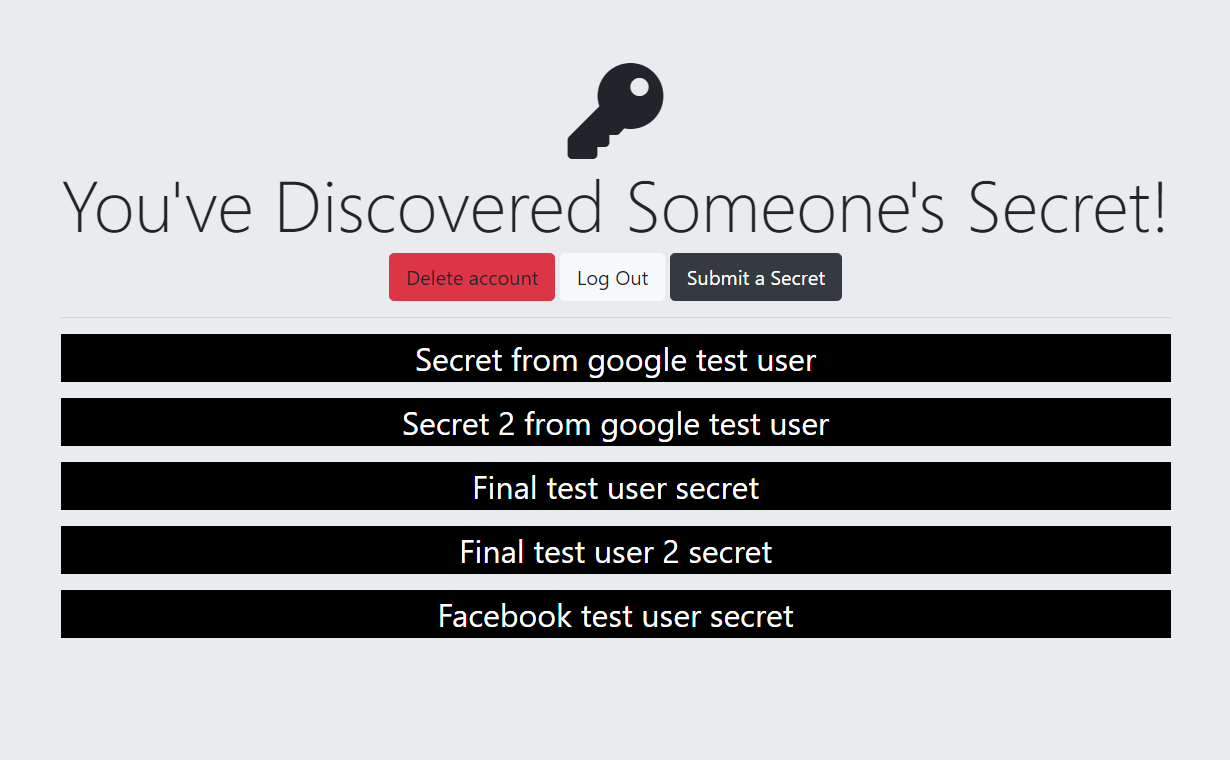 You've Discovered Someone's Secret!
Delete account Log Out Submit a Secret
Secret from google test user
Secret 2 from google test user
Final test user secret
Final test user 2 secret
Facebook test user secret